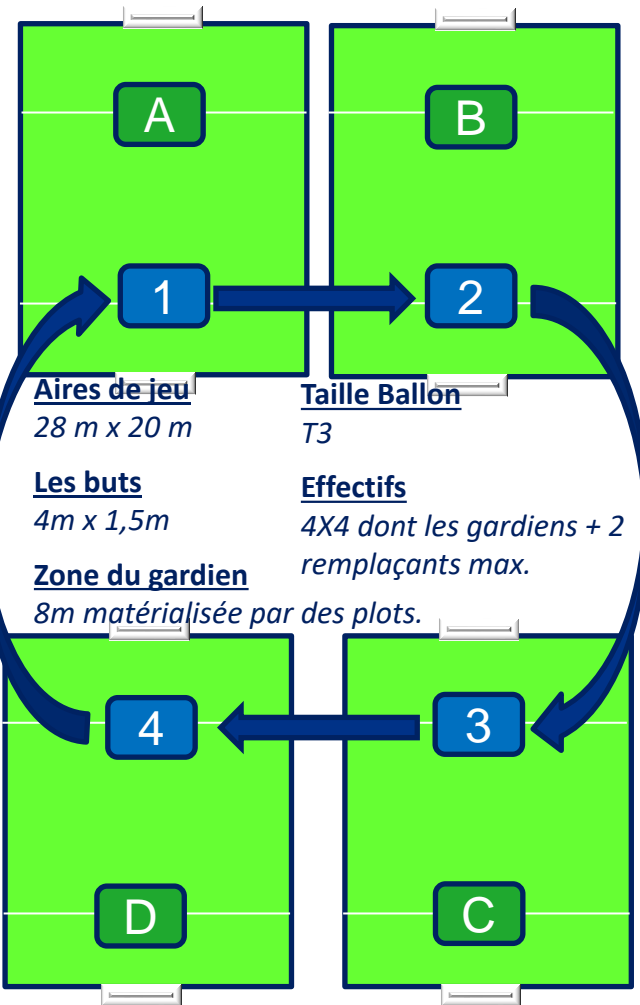 A
B
1
2
Aires de jeu
28 m x 20 m
Les buts
4m x 1,5m
Zone du gardien
8m matérialisée par des plots.
Taille Ballon
T3
Effectifs
4X4 dont les gardiens + 2
remplaçants max.
4
3
D
C